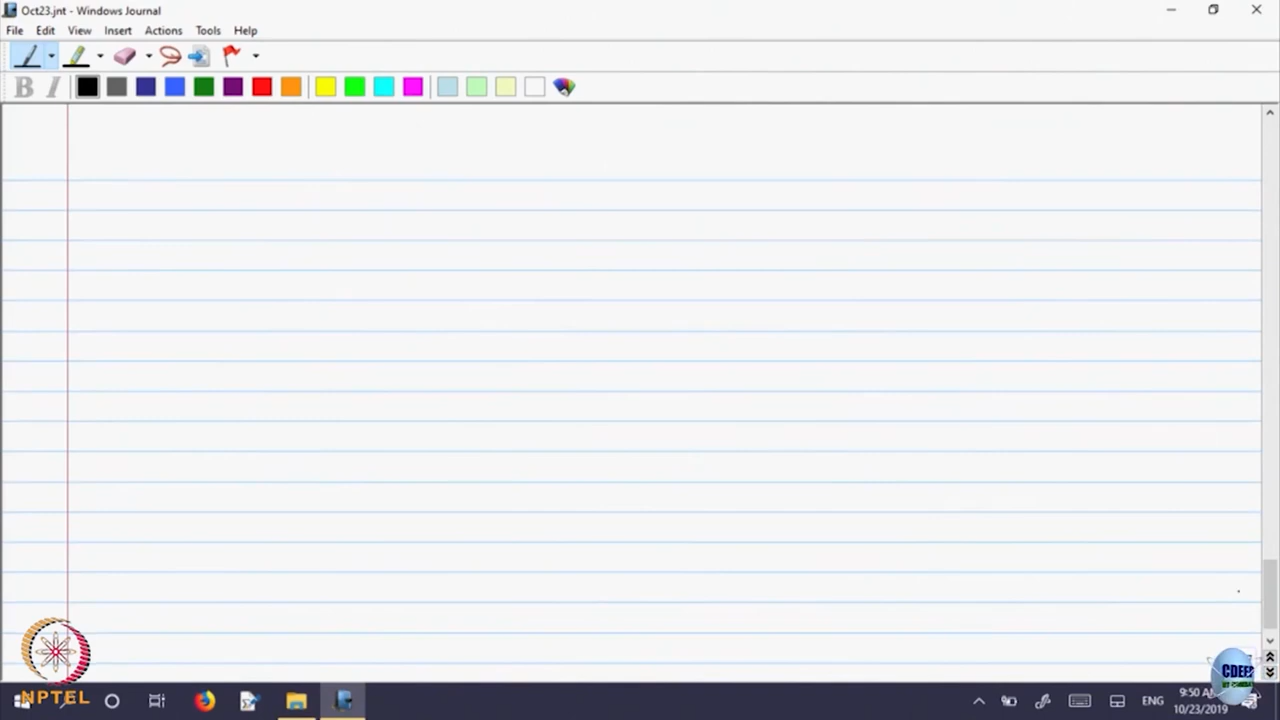 Oct23.jnt - Windows Journal
File Edit View Insert Actions Tools Help
B I
NPTEL
CDEEP
ENG
9:50 A
10/23/2019